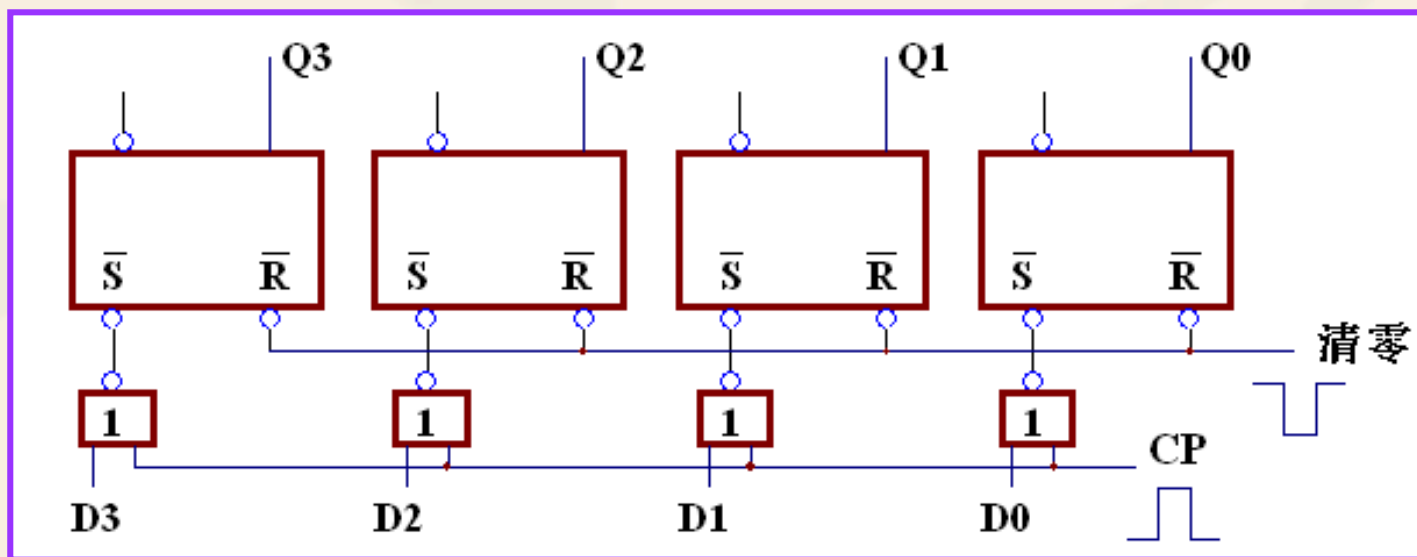 Q3 Q2 Q1 Q0
S̅ R̅ S̅ R̅ S̅ R̅ S̅ R̅
清零
1 1 1 1
CP
D3 D2 D1 D0